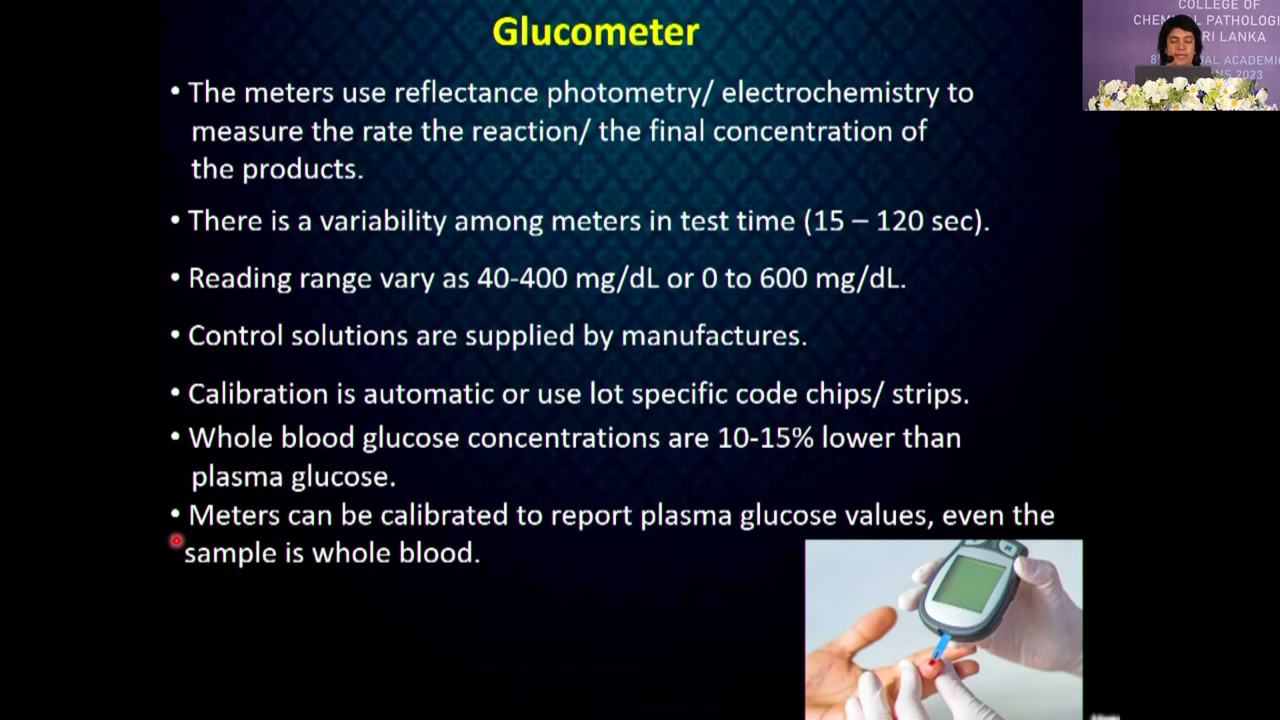 Glucometer
• The meters use reflectance photometry/ electrochemistry to
measure the rate the reaction/ the final concentration of
the products.
• There is a variability among meters in test time (15 – 120 sec).
• Reading range vary as 40-400 mg/dL or 0 to 600 mg/dL.
• Control solutions are supplied by manufactures.
• Calibration is automatic or use lot specific code chips/ strips.
• Whole blood glucose concentrations are 10-15% lower than
plasma glucose.
• Meters can be calibrated to report plasma glucose values, even the
sample is whole blood.
COLLEGE OF
PATHOLOGI
LANKA
ACADEMI
2023